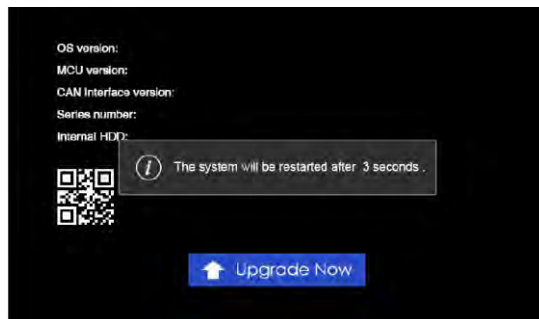 OS version:
MCU version:
CAN Interface version:
Series number:
Internal HDD:
The system will be restarted after 3 seconds .
Upgrade Now